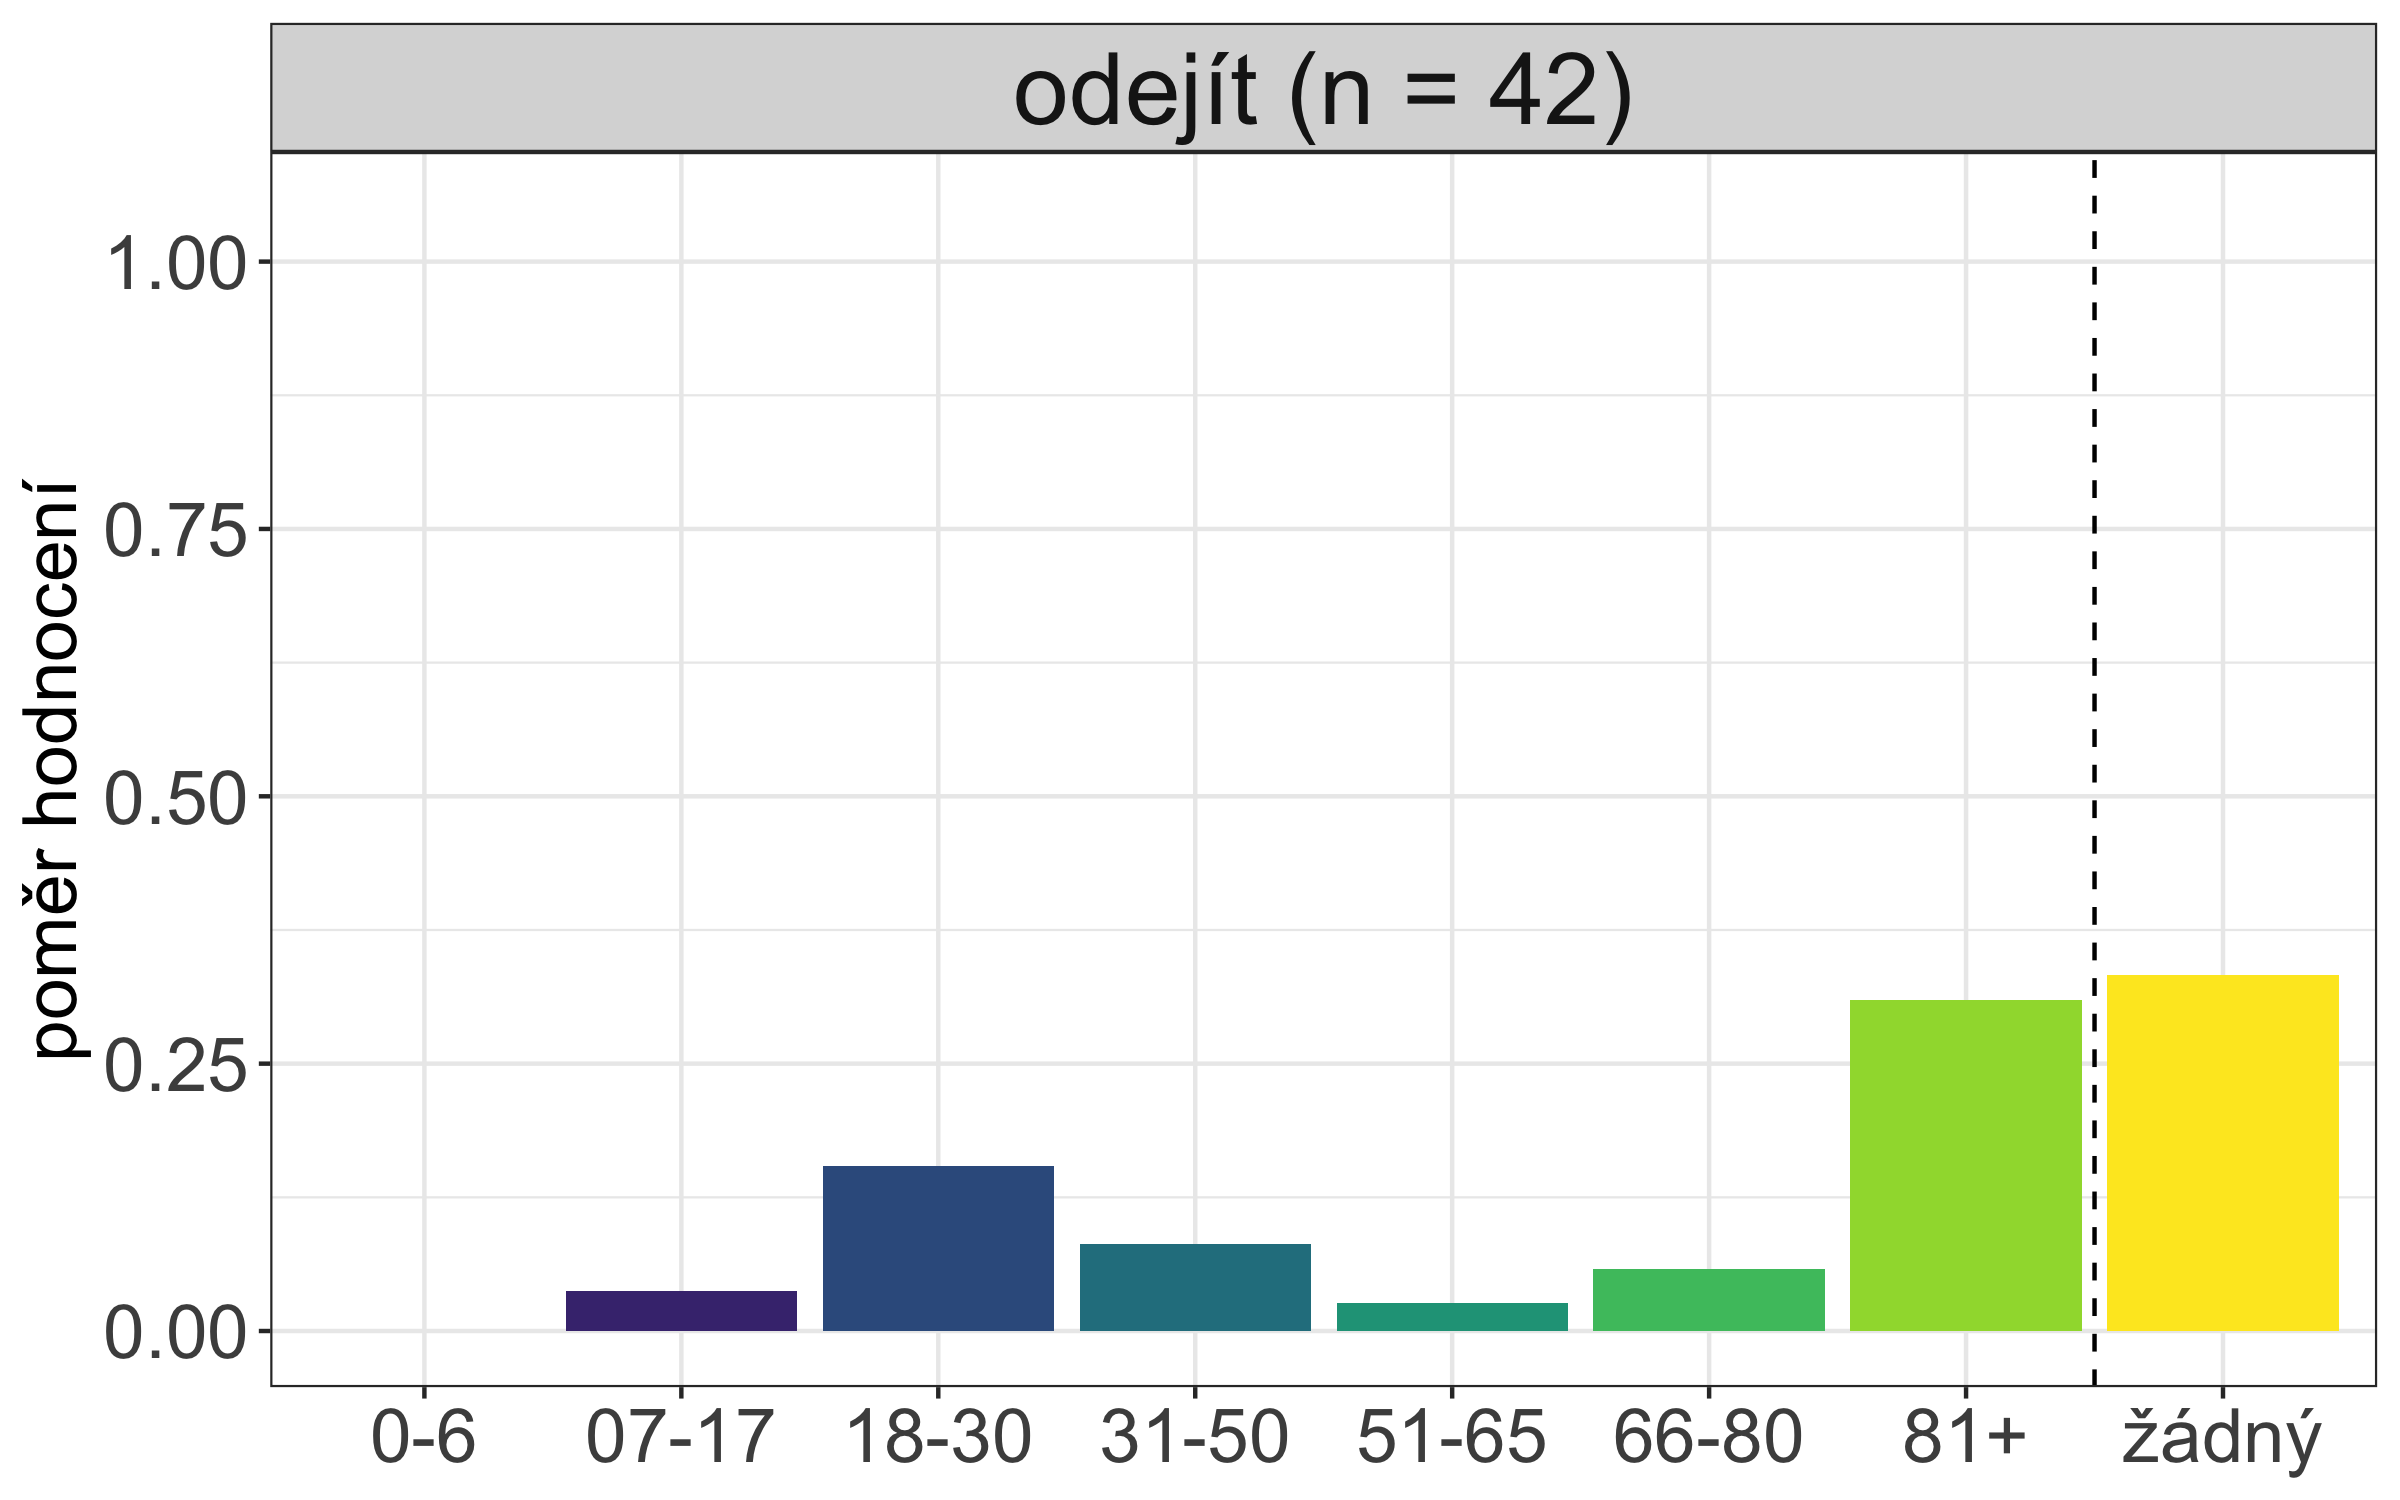 odejít (n = 42)
poměr hodnocení
1.00
0.75
0.50
0.25
0.00
0-6 07-17 18-30 31-50 51-65 66-80 81+ žádný